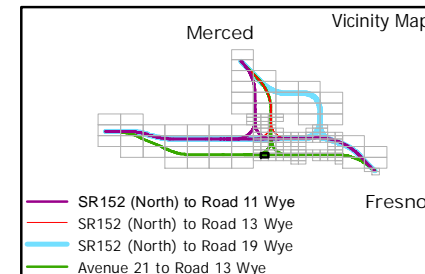 Vicinity Map
Merced
Fresno
SR152 (North) to Road 11 Wye
SR152 (North) to Road 13 Wye
SR152 (North) to Road 19 Wye
Avenue 21 to Road 13 Wye